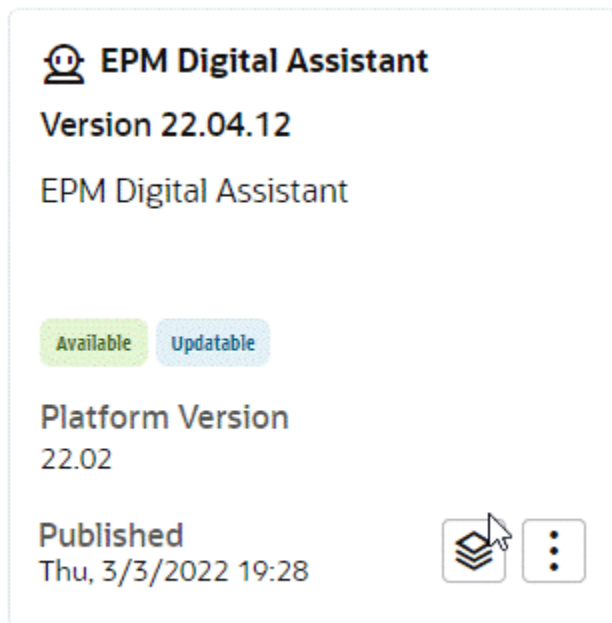 EPM Digital Assistant
Version 22.04.12
EPM Digital Assistant
Available Updatable
Platform Version
22.02
Published
Thu, 3/3/2022 19:28